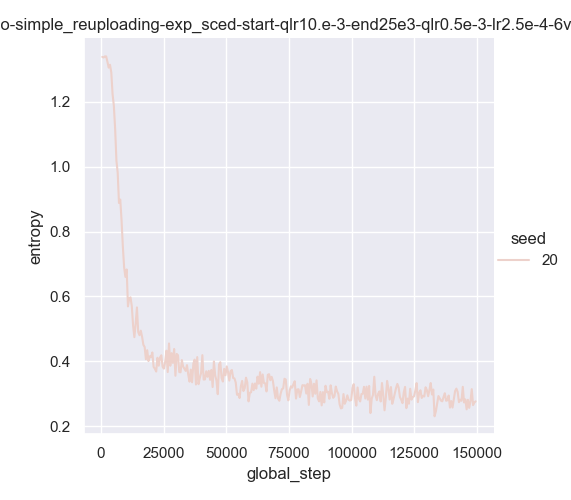 o-simple_reuploading-exp_sced-start-qlr10.e-3-end25e3-qlr0.5e-3-lr2.5e-4-6v
1.2
1.0
0.8
0.6
0.4
0.2
entropy
0 25000 50000 75000 100000 125000 150000
global_step
seed
20